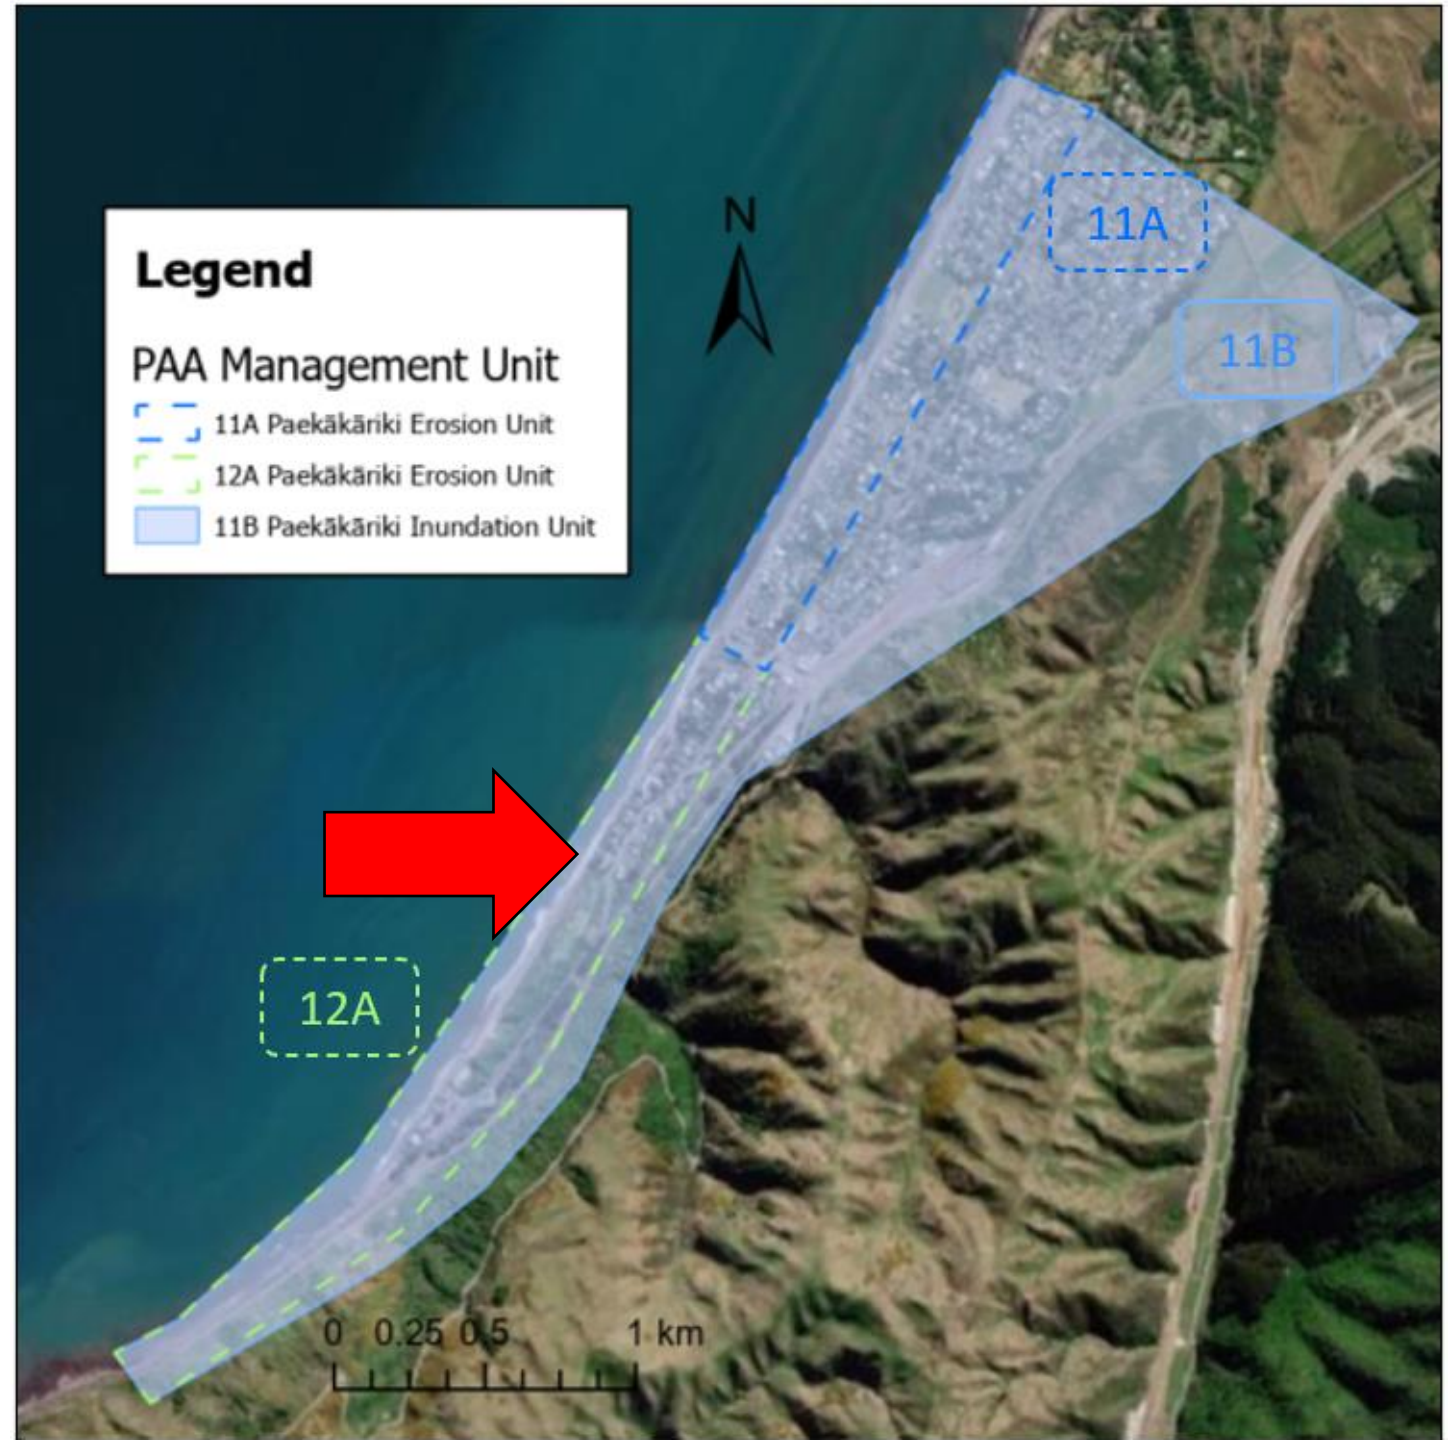 N
Legend
PAA Management Unit
11A Paekākāriki Erosion Unit
12A Paekākāriki Erosion Unit
11B Paekākāriki Inundation Unit
11A
11B
12A
0 0.25 0.5 1 km